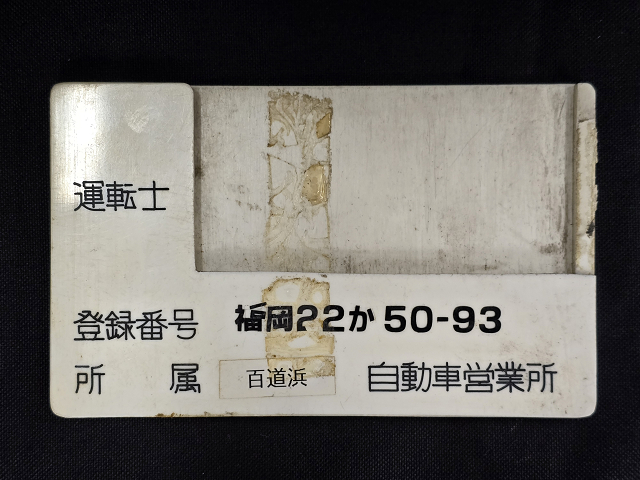 運転士
登録番号 福岡22か50-93
所属 百道浜 自動車営業所